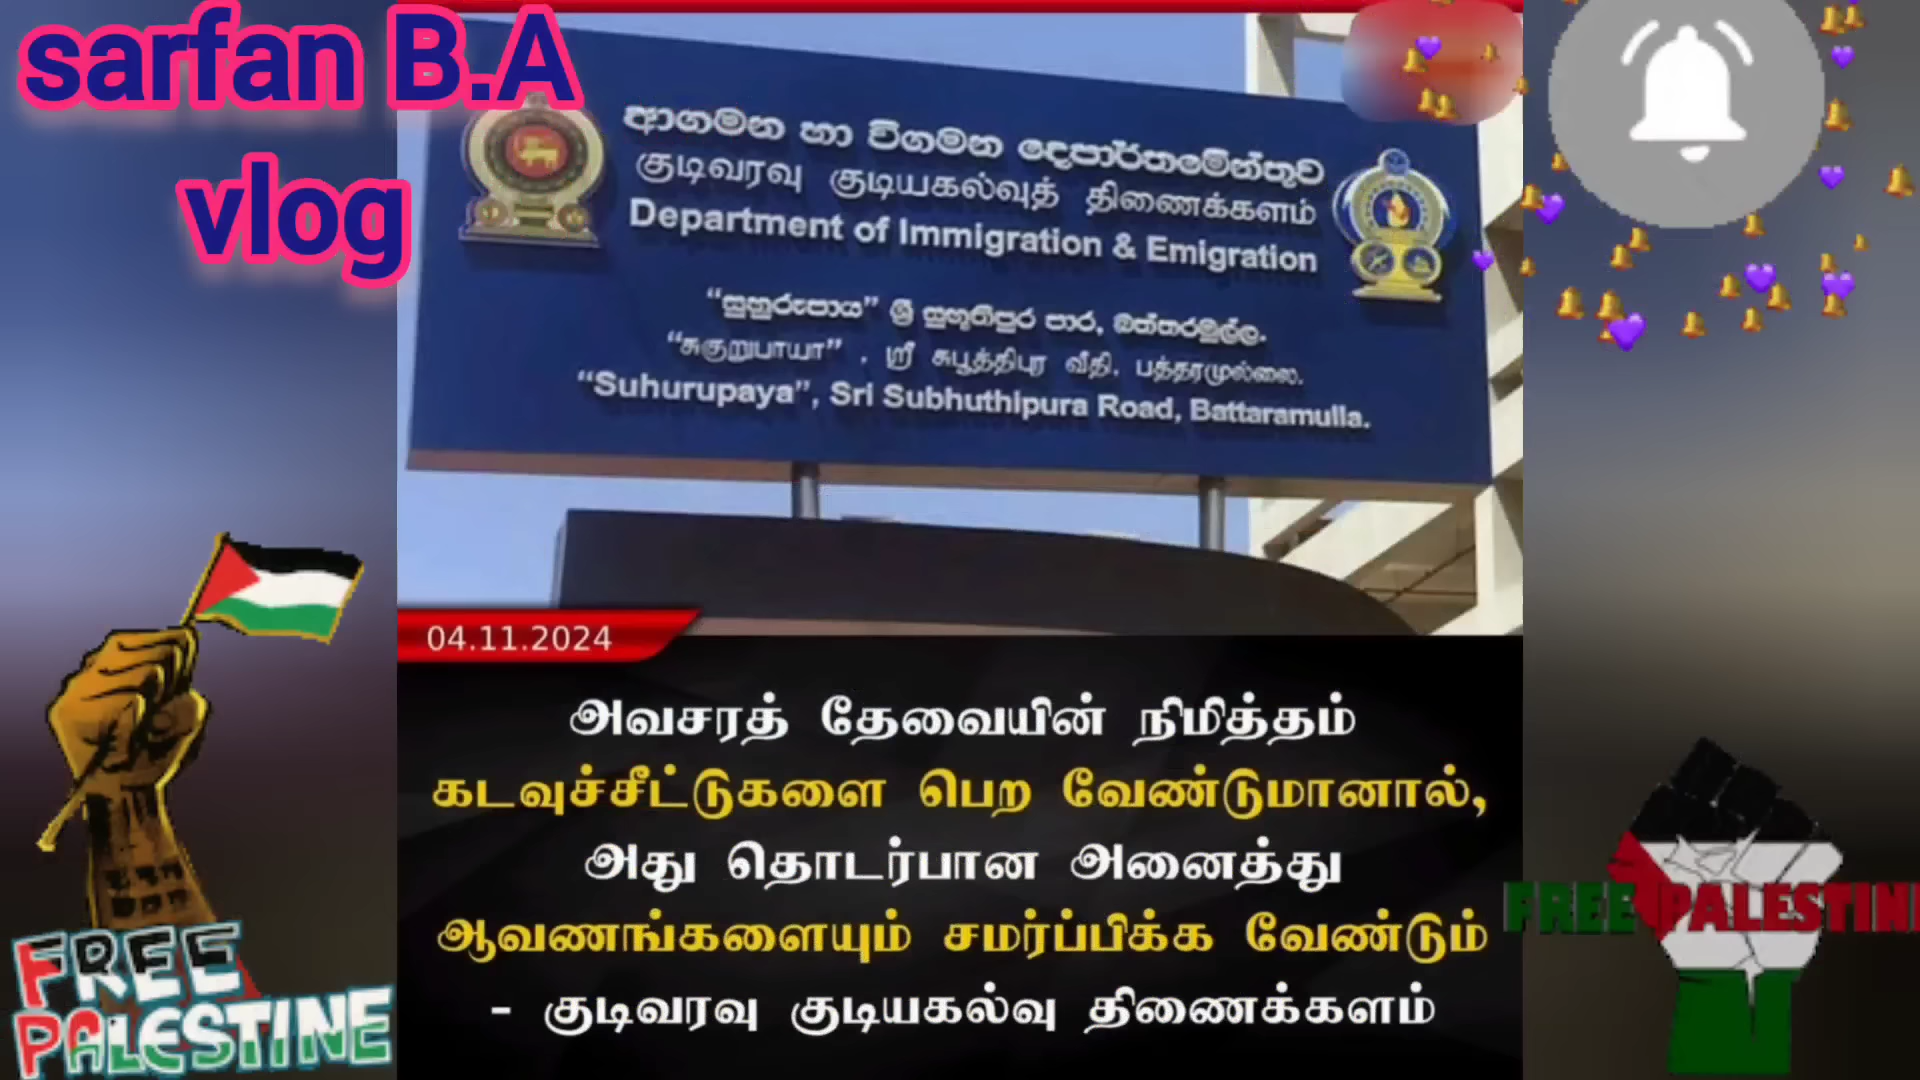 sarfan B.A
vlog
ආගමන හා විගමන දෙපාර්තමේන්තුව
குடிவரவு குடியகல்வுத் திணைக்களம்
Department of Immigration & Emigration
"සුහුරුපාය" ශ්‍රී සුභූතිපුර පාර, බත්තරමුල්ල.
"சுகுறுபாயா" . ஸ்ரீ சுபூத்திபுர வீதி, பத்தரமுல்லை.
"Suhurupaya", Sri Subhuthipura Road, Battaramulla.
04.11.2024
அவசரத் தேவையின் நிமித்தம்
கடவுச்சீட்டுகளை பெற வேண்டுமானால்,
அது தொடர்பான அனைத்து
ஆவணங்களையும் சமர்ப்பிக்க வேண்டும்
- குடிவரவு குடியகல்வு திணைக்களம்
FREE
PALESTINE
FREE PALESTIN